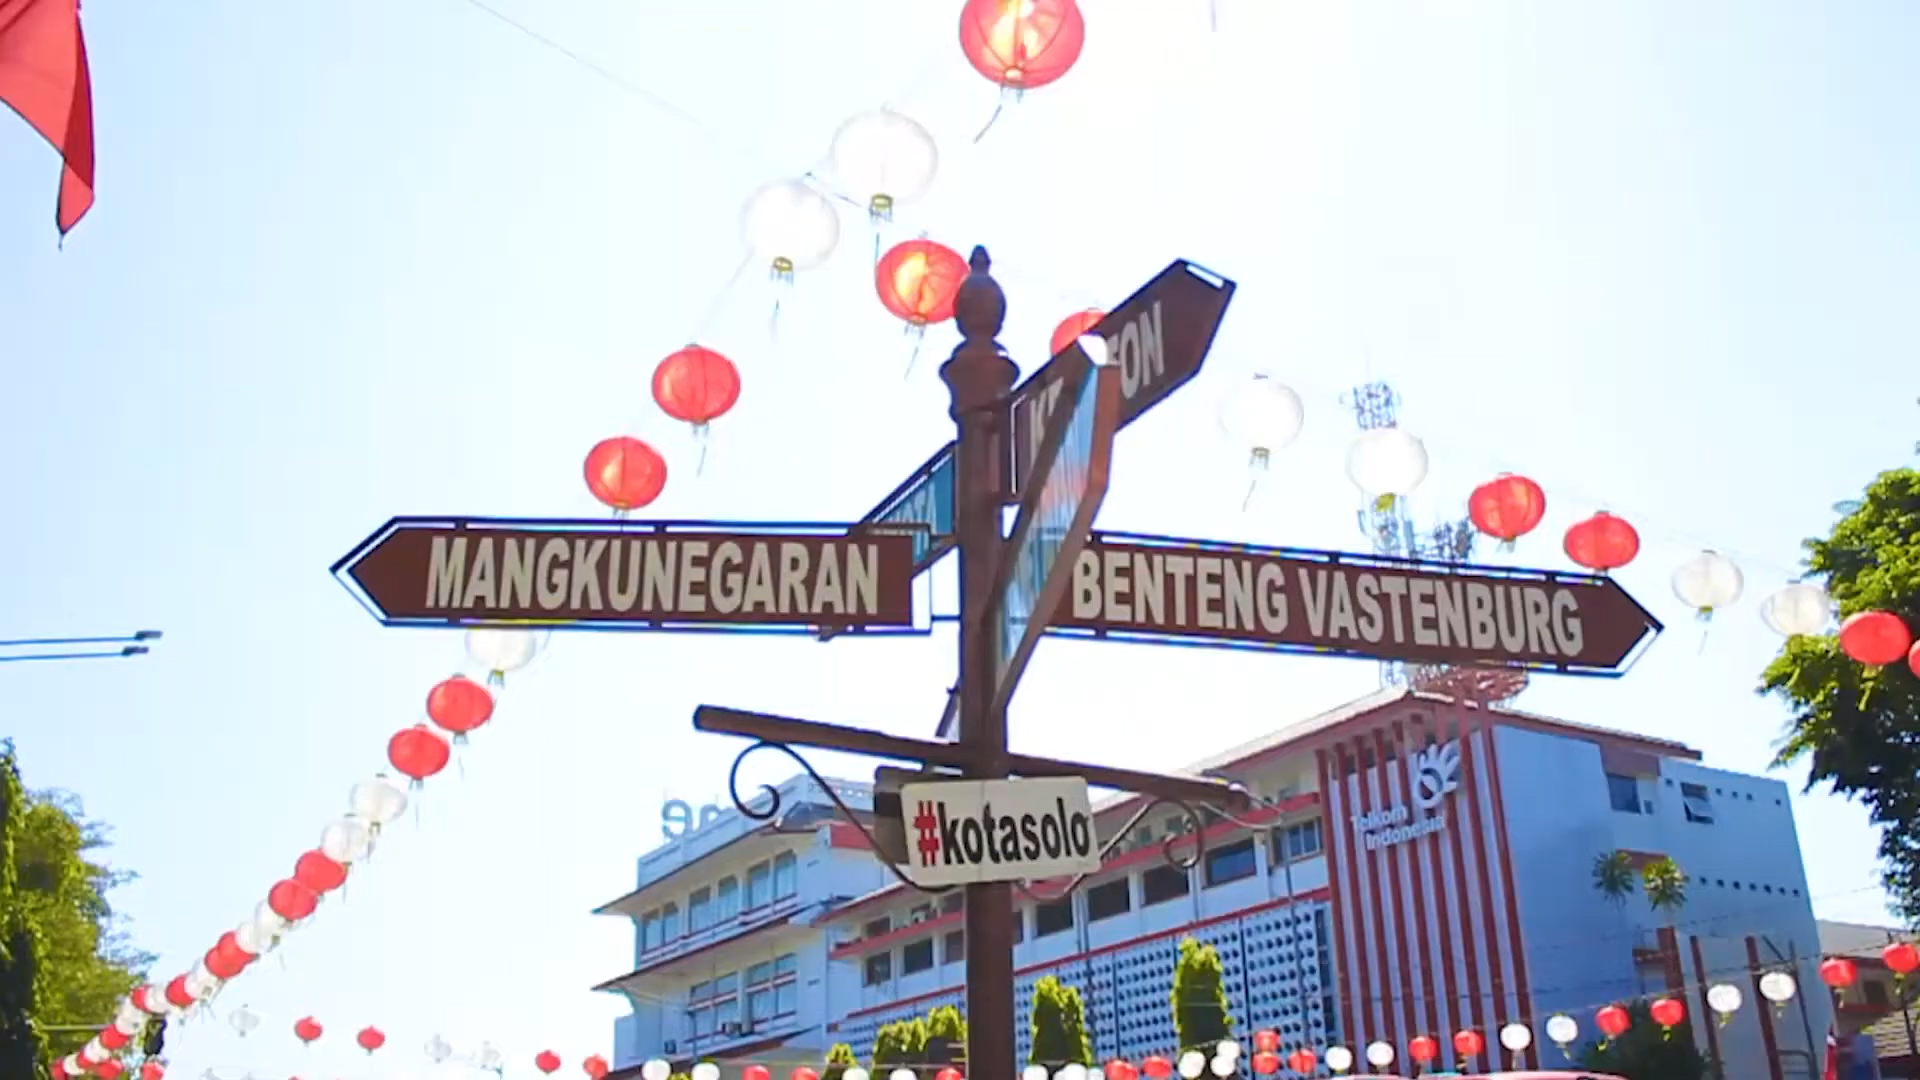 MANGKUNEGARAN
BENTENG VASTENBURG
#kotasolo
Telkom
Indonesia